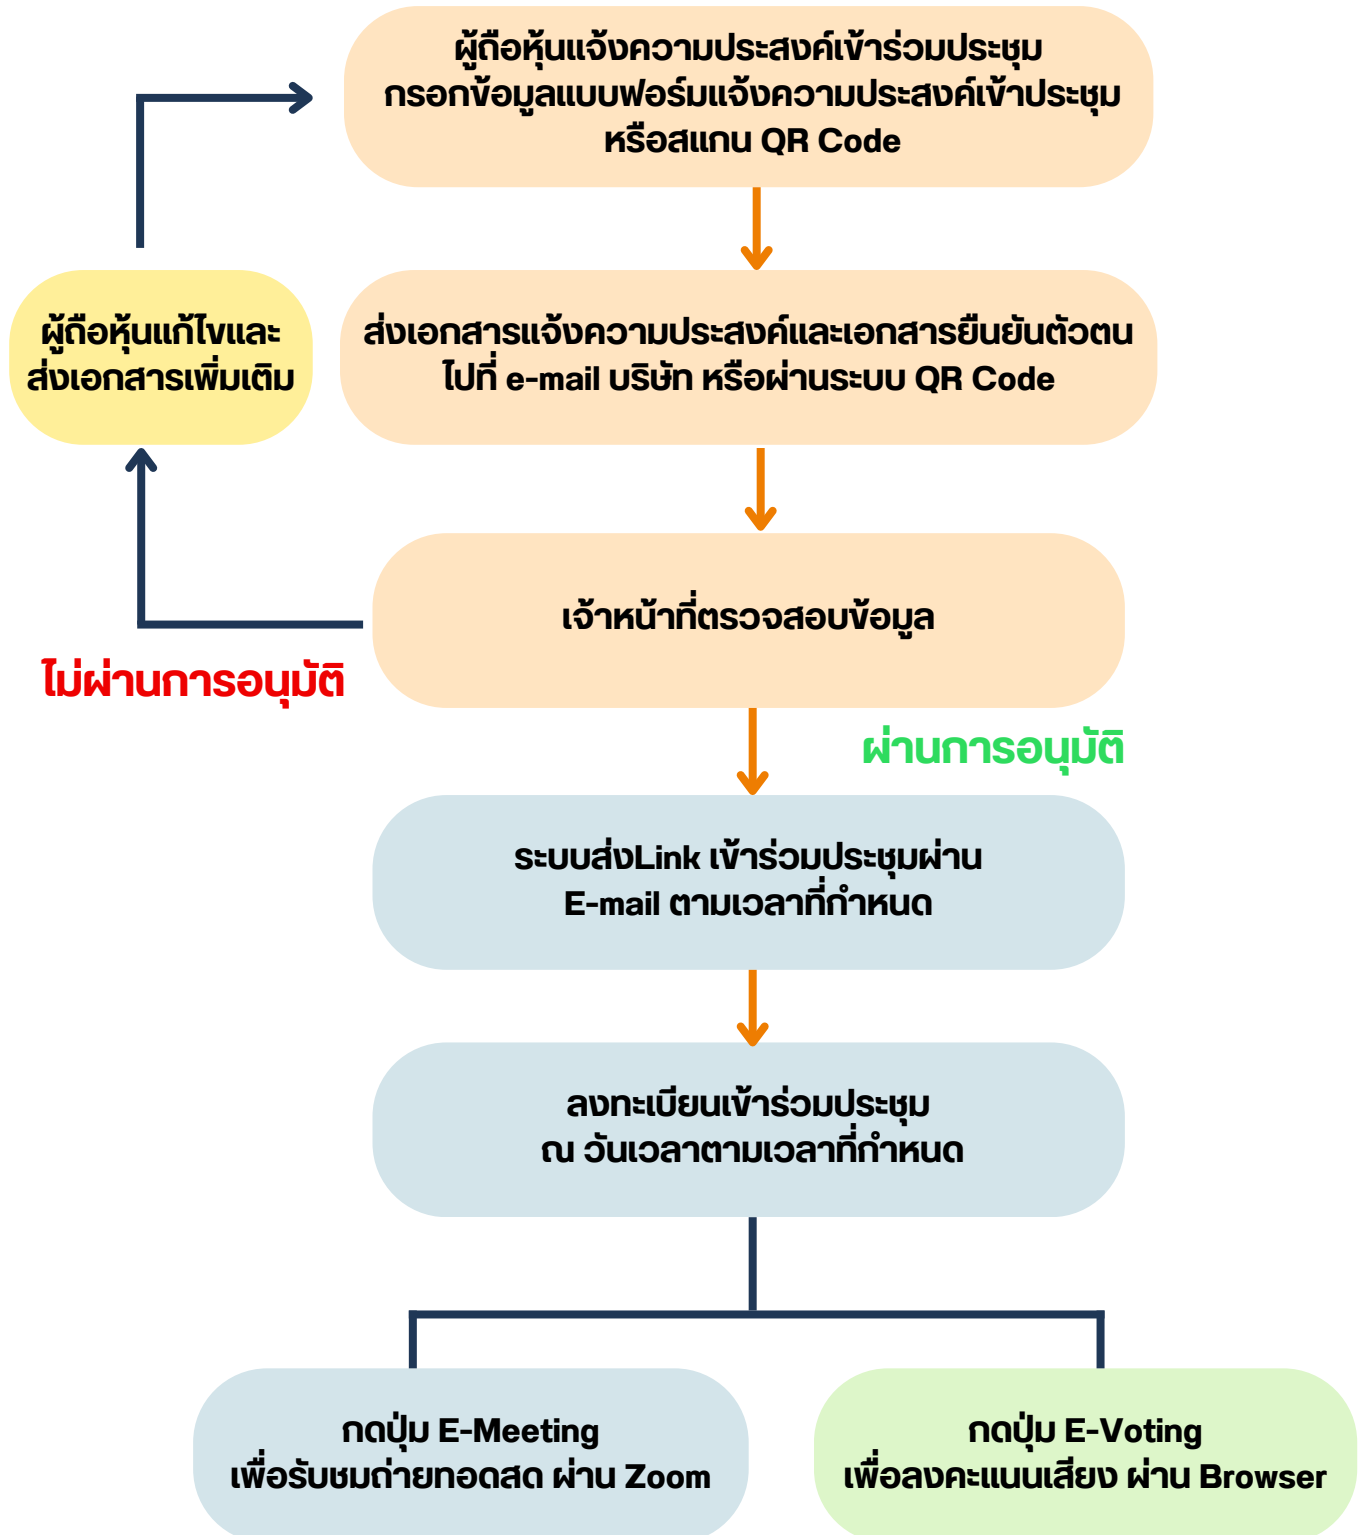 ผู้ถือหุ้นแจ้งความประสงค์เข้าร่วมประชุม
กรอกข้อมูลแบบฟอร์มแจ้งความประสงค์เข้าประชุม
หรือสแกน QR Code
ผู้ถือหุ้นแก้ไขและ
ส่งเอกสารเพิ่มเติม
ส่งเอกสารแจ้งความประสงค์และเอกสารยืนยันตัวตน
ไปที่ e-mail บริษัท หรือผ่านระบบ QR Code
เจ้าหน้าที่ตรวจสอบข้อมูล
ไม่ผ่านการอนุมัติ
ผ่านการอนุมัติ
ระบบส่งLink เข้าร่วมประชุมผ่าน
E-mail ตามเวลาที่กำหนด
ลงทะเบียนเข้าร่วมประชุม
ณ วันเวลาตามเวลาที่กำหนด
กดปุ่ม E-Meeting
เพื่อรับชมถ่ายทอดสด ผ่าน Zoom
กดปุ่ม E-Voting
เพื่อลงคะแนนเสียง ผ่าน Browser